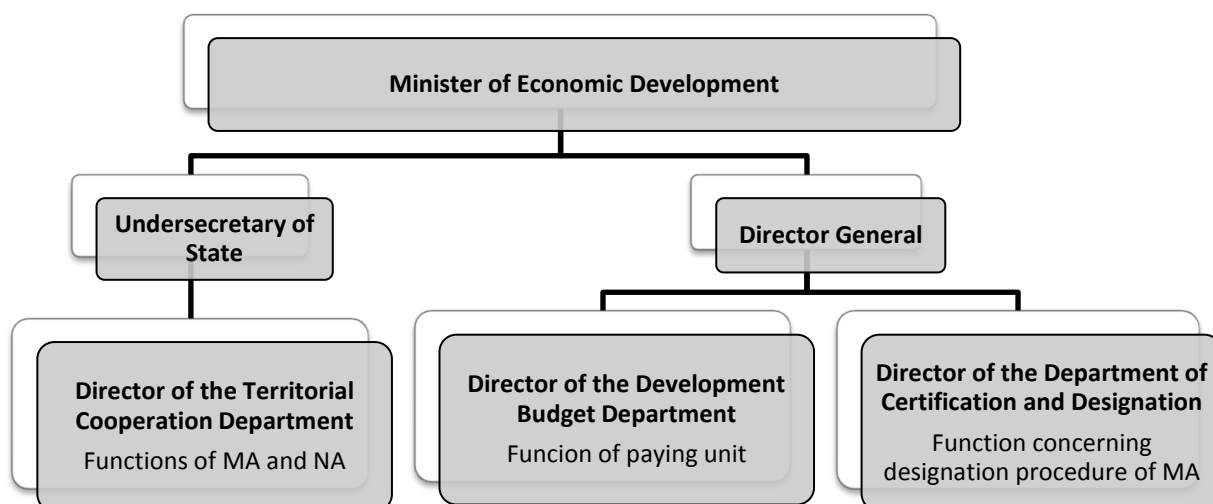 Minister of Economic Development
Undersecretary of
State
Director General
Director of the Territorial
Cooperation Department
Functions of MA and NA
Director of the Development
Budget Department
Funcion of paying unit
Director of the Department of
Certification and Designation
Function concerning
designation procedure of MA